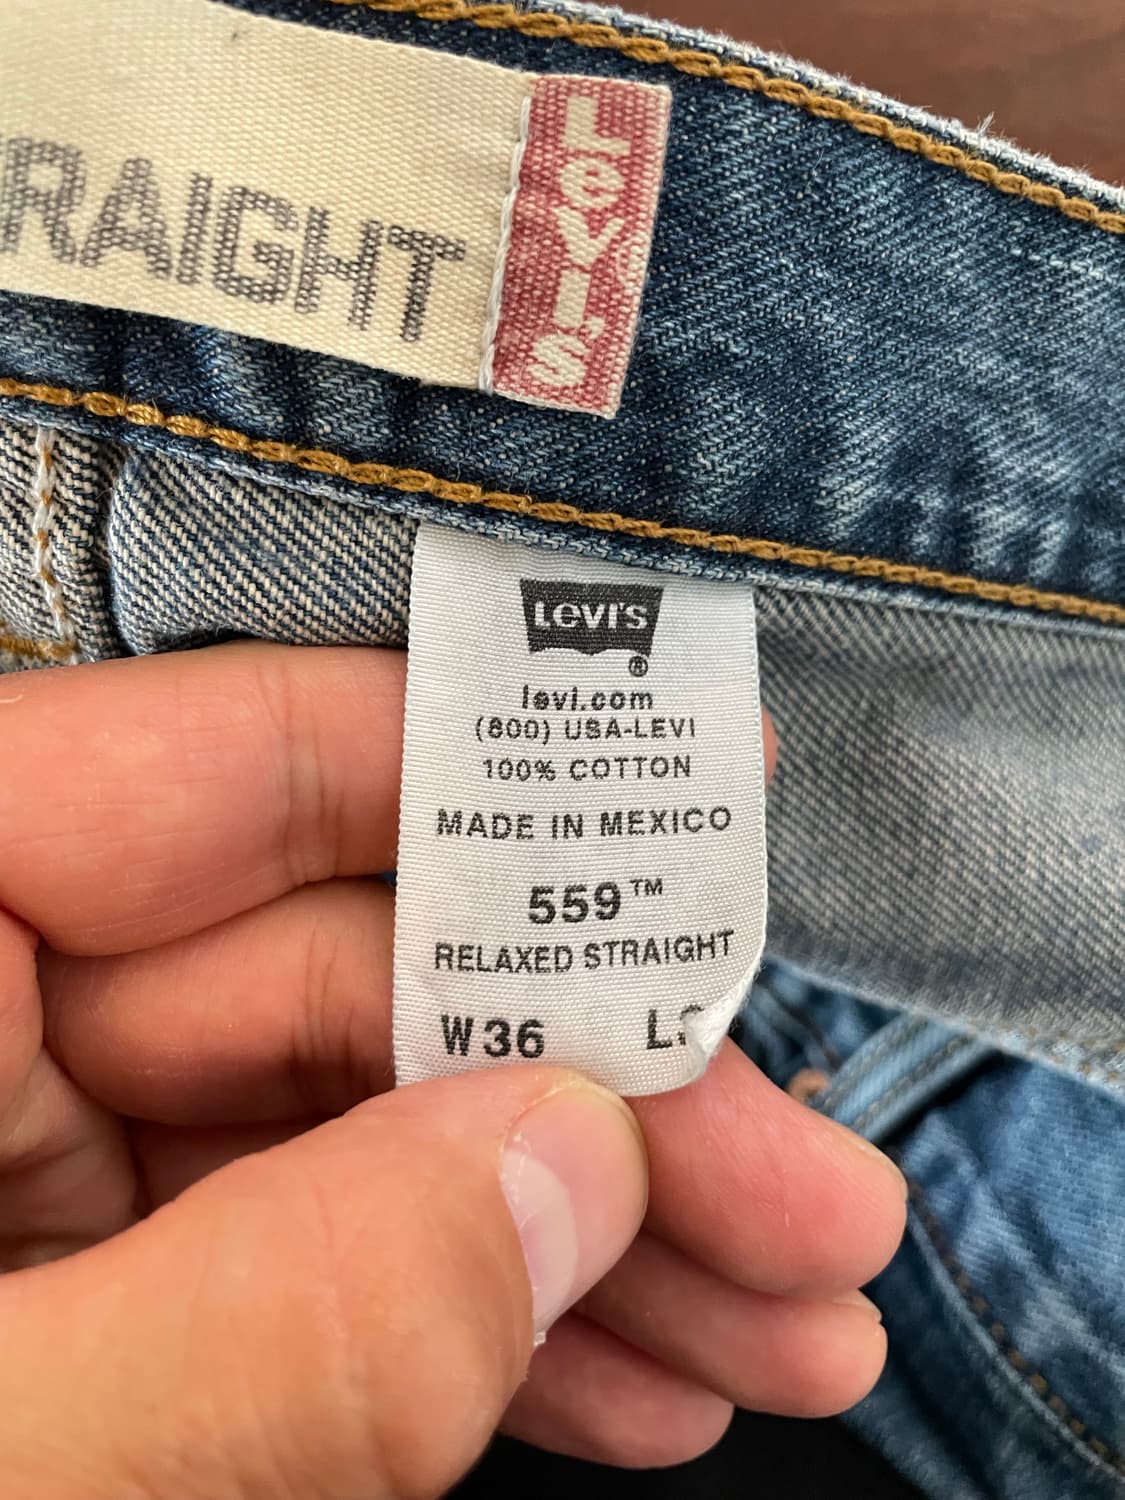 RAIGHT
Levi's
Levi's
®
levi.com
(800) USA-LEVI
100% COTTON
MADE IN MEXICO
559™
RELAXED STRAIGHT
W36